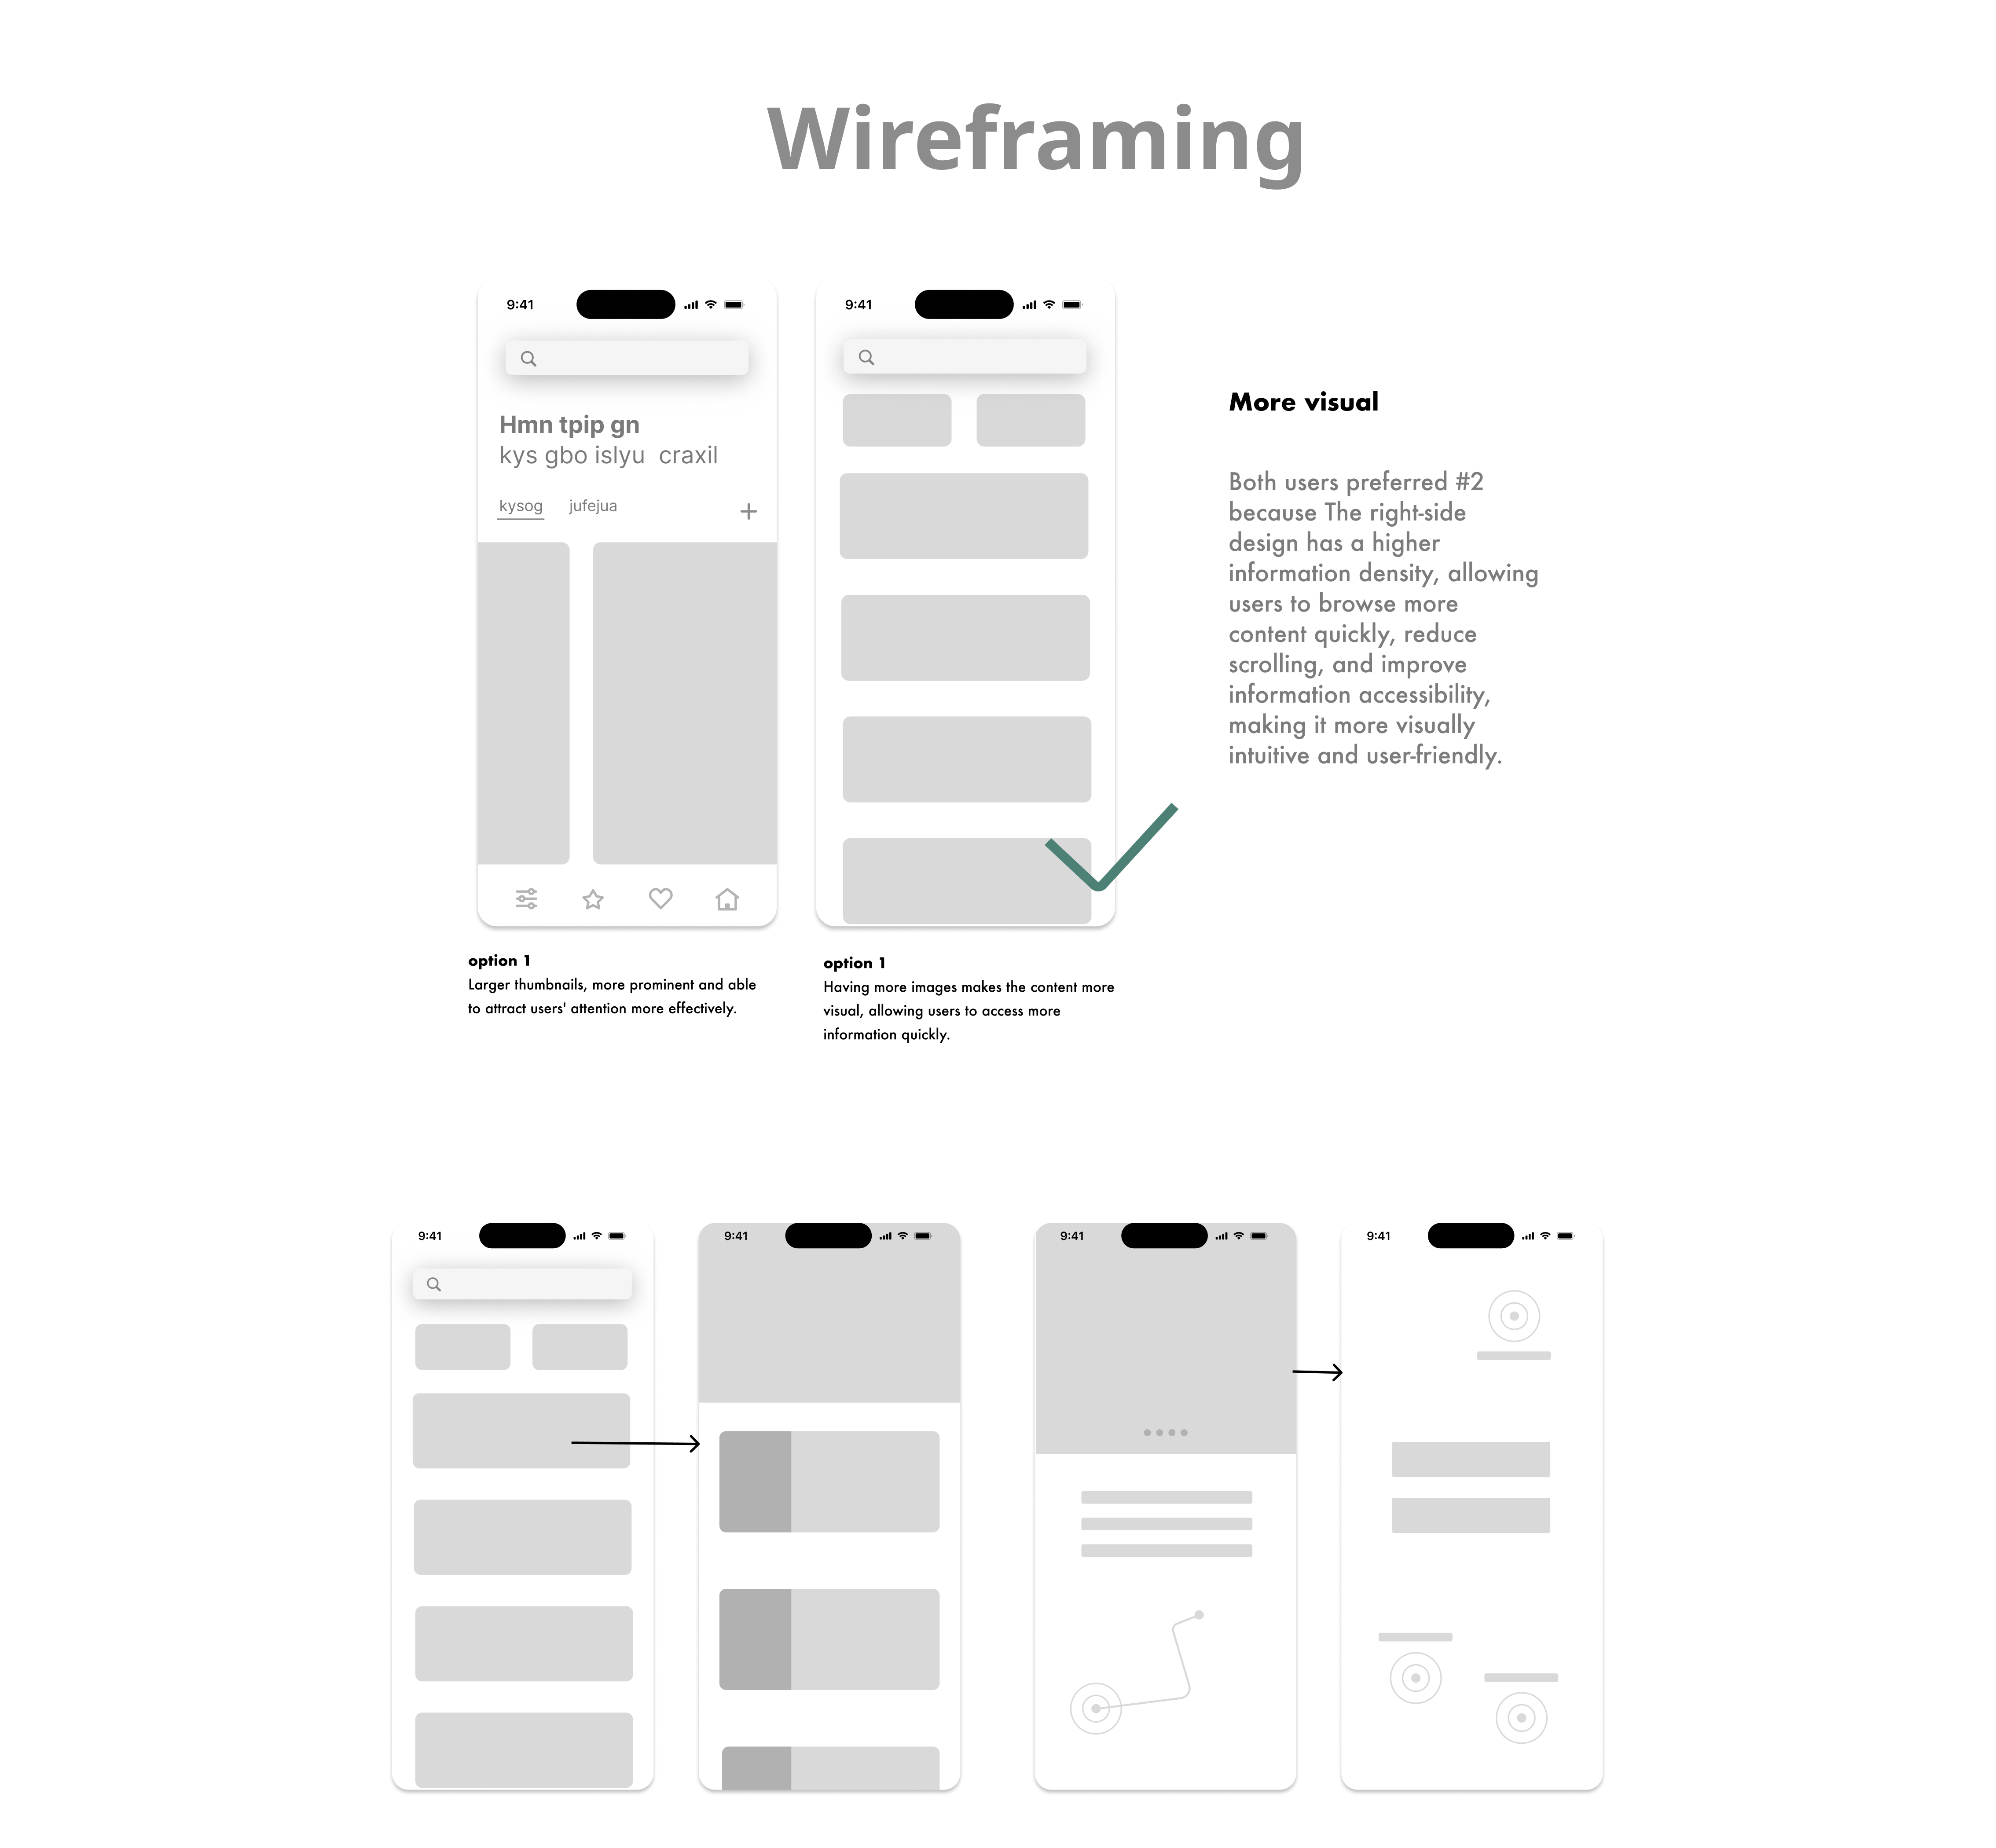 Wireframing
9:41
9:41
Hmn tpip gn
kys gbo islyu  craxil
kysog jufejua
More visual
Both users preferred #2
because The right-side
design has a higher
information density, allowing
users to browse more
content quickly, reduce
scrolling, and improve
information accessibility,
making it more visually
intuitive and user-friendly.
option 1
Larger thumbnails, more prominent and able
to attract users' attention more effectively.
option 1
Having more images makes the content more
visual, allowing users to access more
information quickly.
9:41
9:41
9:41
9:41